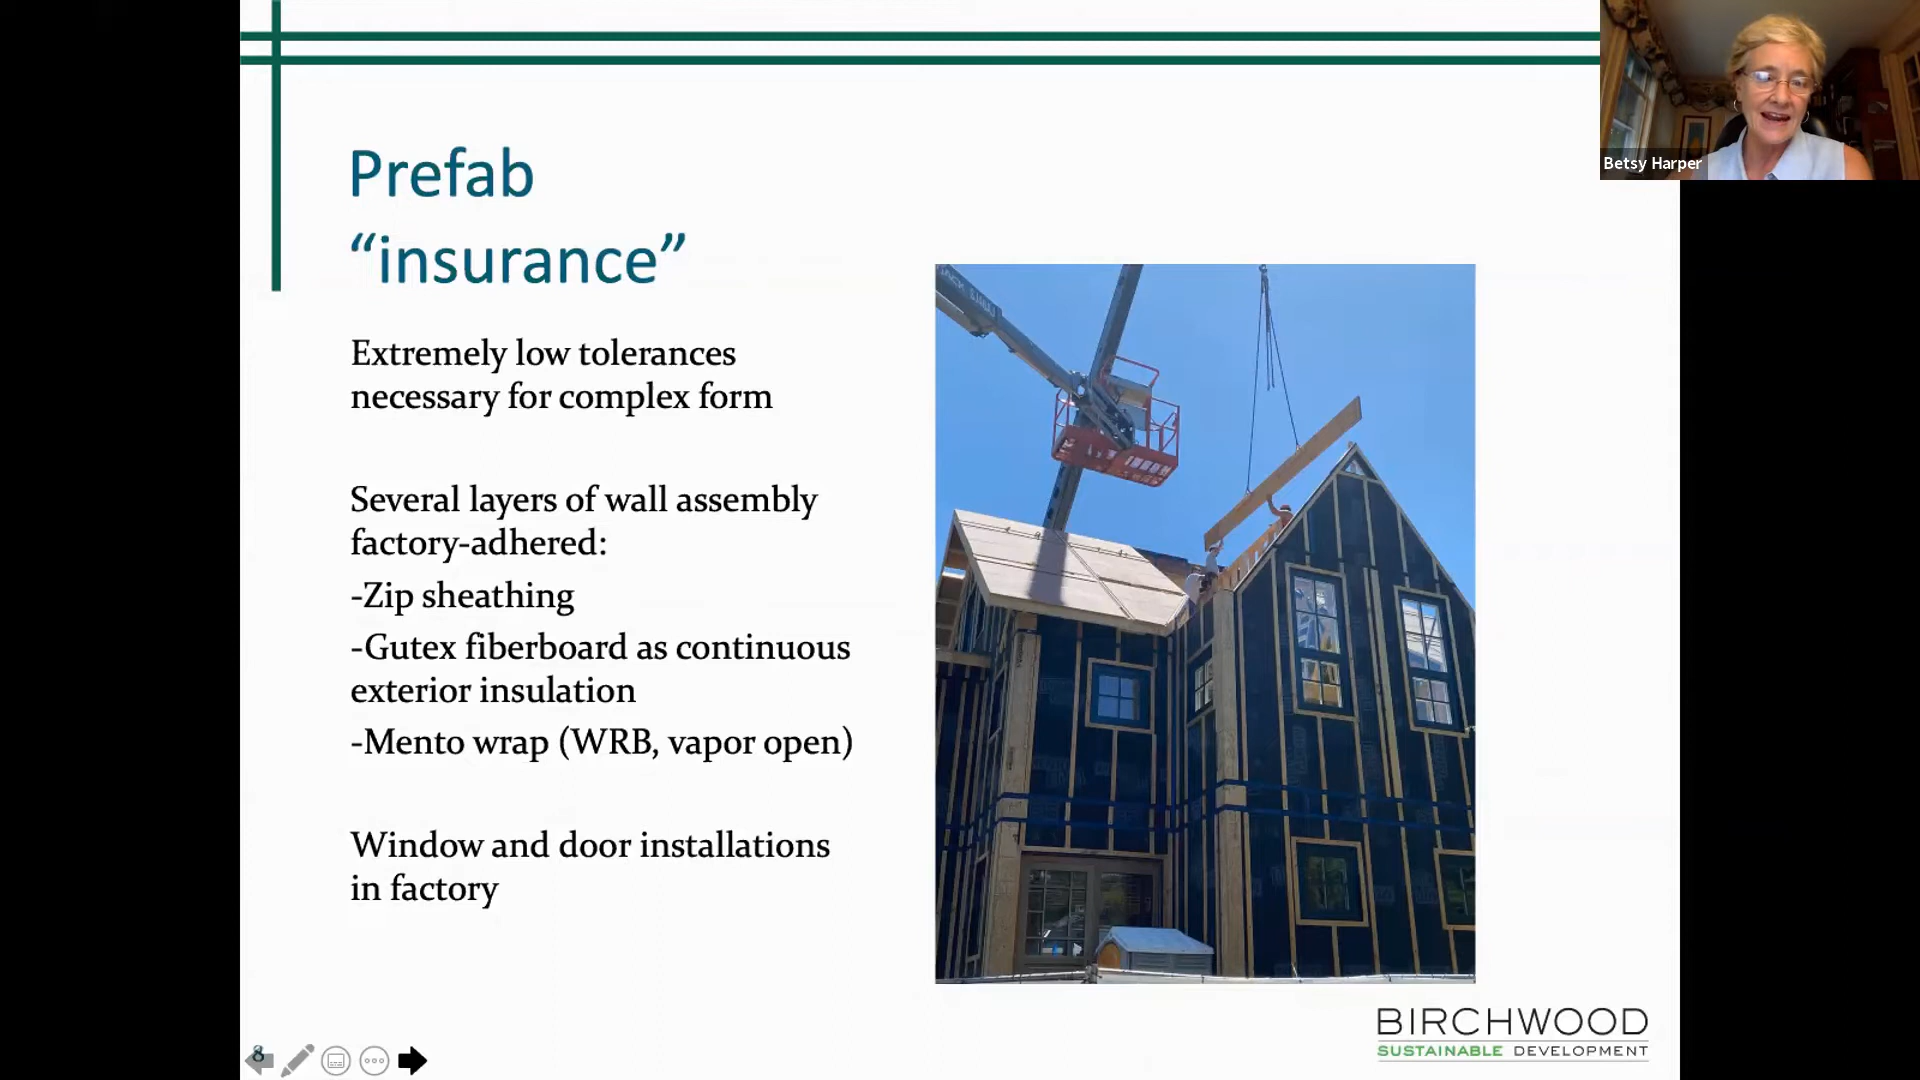 Prefab
“insurance”
Extremely low tolerances
necessary for complex form
Several layers of wall assembly
factory-adhered:
-Zip sheathing
-Gutex fiberboard as continuous
exterior insulation
-Mento wrap (WRB, vapor open)
Window and door installations
in factory
Betsy Harper
BIRCHWOOD
SUSTAINABLE DEVELOPMENT
8